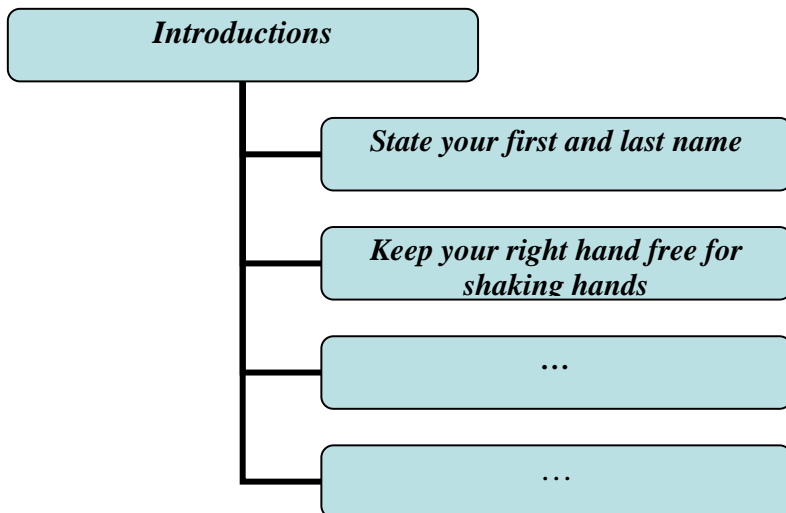 Introductions
State your first and last name
Keep your right hand free for
shaking hands
…
…